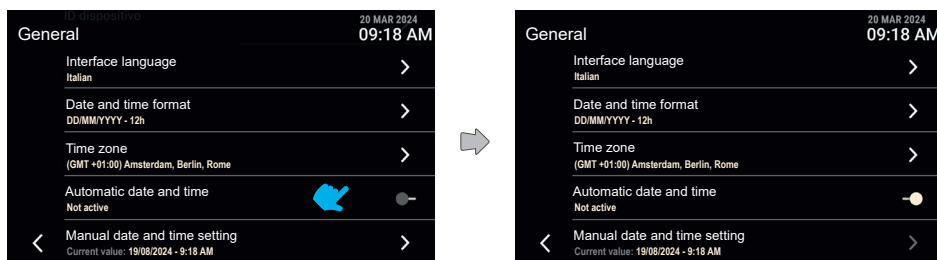 ID dispositivo
20 MAR 2024
General
09:18 AM
Interface language
Italian
Date and time format
DD/MM/YYYY - 12h
Time zone
(GMT +01:00) Amsterdam, Berlin, Rome
Automatic date and time
Not active
Manual date and time setting
Current value: 19/08/2024 - 9:18 AM
20 MAR 2024
General
09:18 AM
Interface language
Italian
Date and time format
DD/MM/YYYY - 12h
Time zone
(GMT +01:00) Amsterdam, Berlin, Rome
Automatic date and time
Not active
Manual date and time setting
Current value: 19/08/2024 - 9:18 AM